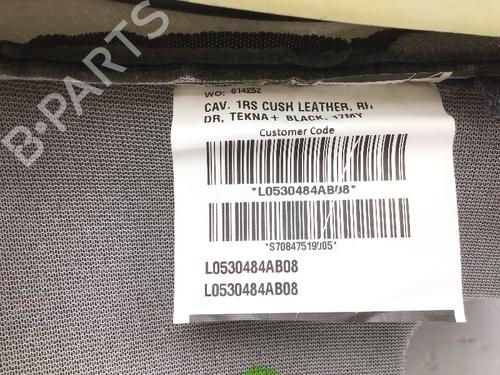 WO: 614252
CAV, 1RS CUSH LEATHER, RH
DR, TEKNA+ BLACK, 17MY
Customer Code
*L0530484AB08*
*S70847519005*
L0530484AB08
L0530484AB08
B-PARTS